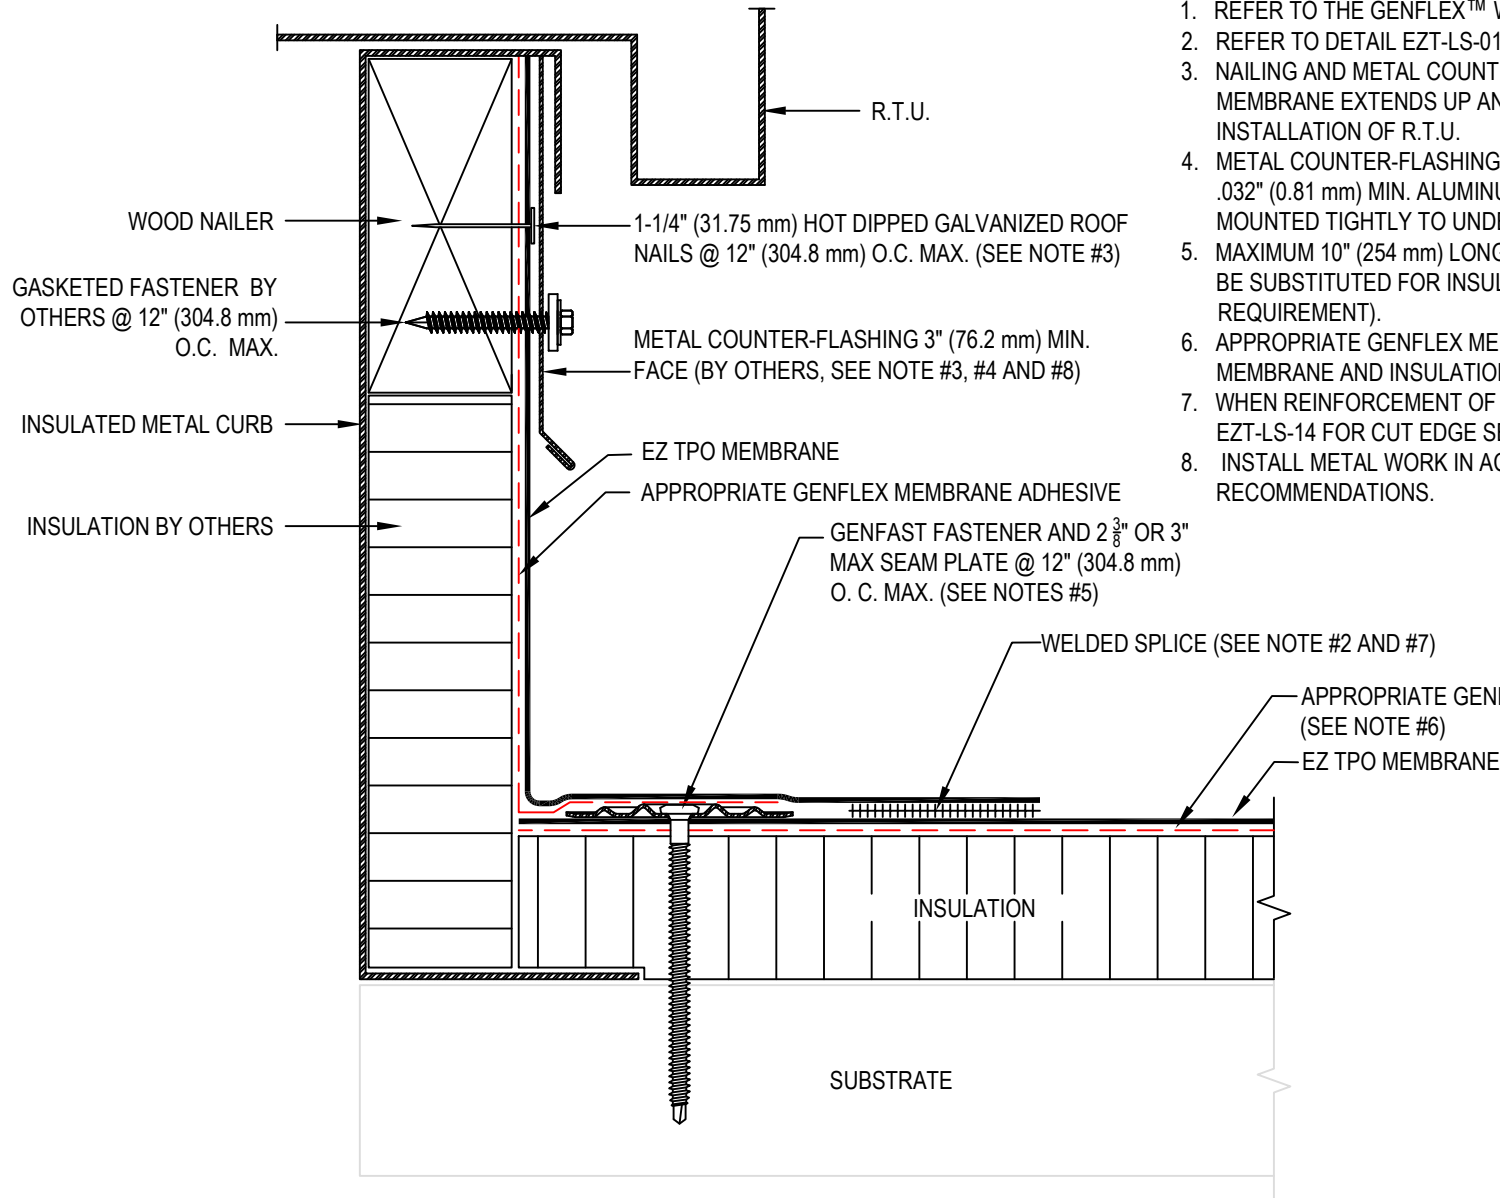 1. REFER TO THE GENFLEX™ W
2. REFER TO DETAIL EZT-LS-01
3. NAILING AND METAL COUNT
MEMBRANE EXTENDS UP AN
INSTALLATION OF R.T.U.
4. METAL COUNTER-FLASHING
.032" (0.81 mm) MIN. ALUMINU
MOUNTED TIGHTLY TO UNDE
5. MAXIMUM 10" (254 mm) LONG
BE SUBSTITUTED FOR INSUL
REQUIREMENT).
6. APPROPRIATE GENFLEX ME
MEMBRANE AND INSULATION
7. WHEN REINFORCEMENT OF
EZT-LS-14 FOR CUT EDGE SE
8. INSTALL METAL WORK IN AC
RECOMMENDATIONS.
R.T.U.
WOOD NAILER
1-1/4" (31.75 mm) HOT DIPPED GALVANIZED ROOF
NAILS @ 12" (304.8 mm) O.C. MAX. (SEE NOTE #3)
GASKETED FASTENER BY
OTHERS @ 12" (304.8 mm)
O.C. MAX.
METAL COUNTER-FLASHING 3" (76.2 mm) MIN.
FACE (BY OTHERS, SEE NOTE #3, #4 AND #8)
INSULATED METAL CURB
EZ TPO MEMBRANE
APPROPRIATE GENFLEX MEMBRANE ADHESIVE
INSULATION BY OTHERS
GENFAST FASTENER AND 2 3/8" OR 3"
MAX SEAM PLATE @ 12" (304.8 mm)
O. C. MAX. (SEE NOTES #5)
WELDED SPLICE (SEE NOTE #2 AND #7)
APPROPRIATE GENF
(SEE NOTE #6)
EZ TPO MEMBRANE
INSULATION
SUBSTRATE